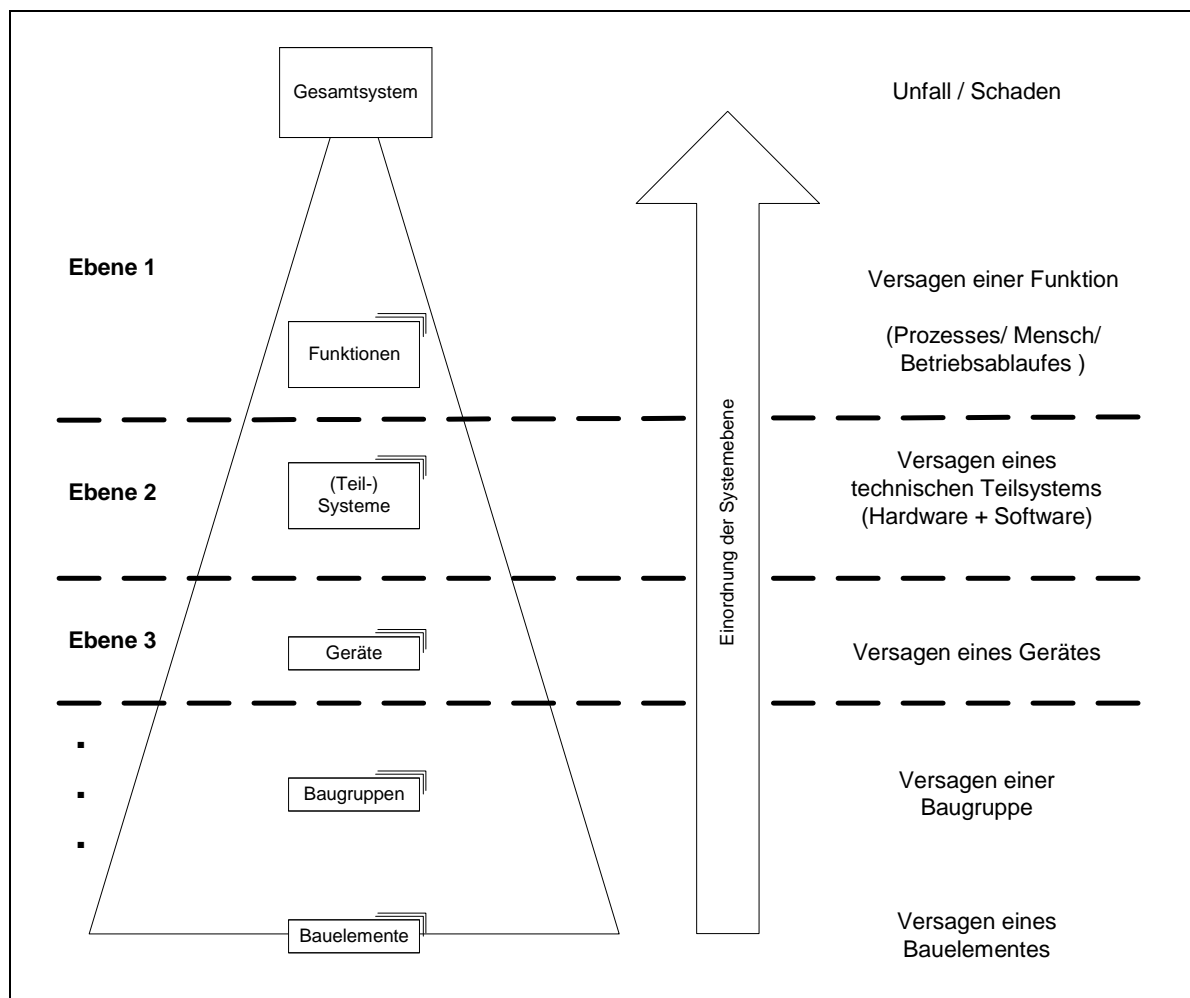 Gesamtsystem
Unfall / Schaden
Ebene 1
Versagen einer Funktion
(Prozesses/ Mensch/
Betriebsablaufes )
Funktionen
Einordnung der Systemebene
Ebene 2
(Teil-)
Systeme
Versagen eines
technischen Teilsystems
(Hardware + Software)
Ebene 3
Geräte
Versagen eines Gerätes
Baugruppen
Versagen einer
Baugruppe
Bauelemente
Versagen eines
Bauelementes